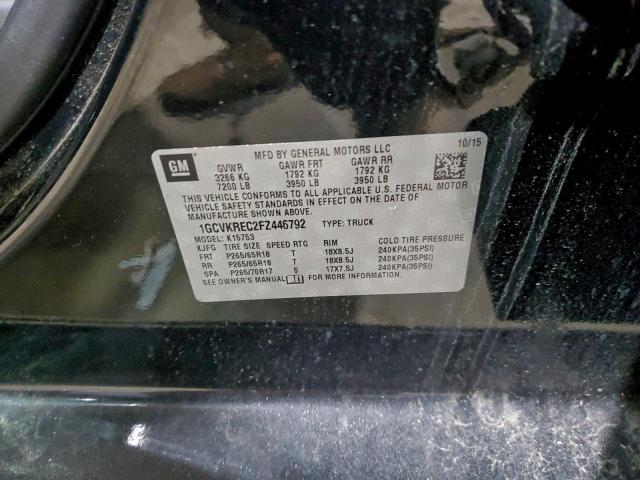 GM
MFD BY GENERAL MOTORS LLC 10/15
GVWR GAWR FRT GAWR RR
3266 KG 1792 KG 1792 KG
7200 LB 3950 LB 3950 LB
THIS VEHICLE CONFORMS TO ALL APPLICABLE U.S. FEDERAL MOTOR
VEHICLE SAFETY STANDARDS IN EFFECT ON THE DATE OF
MANUFACTURE SHOWN ABOVE.
1GCVKREC2FZ446792 TYPE: TRUCK
MODEL: K15753
KJFG TIRE SIZE SPEED RTG RIM COLD TIRE PRESSURE
FRT P265/65R18 T 18X8.5J 240KPA(35PSI)
RR P265/65R18 T 18X8.5J 240KPA(35PSI)
SPA P265/70R17 S 17X7.5J 240KPA(35PSI)
SEE OWNER'S MANUAL FOR MORE INFORMATION.